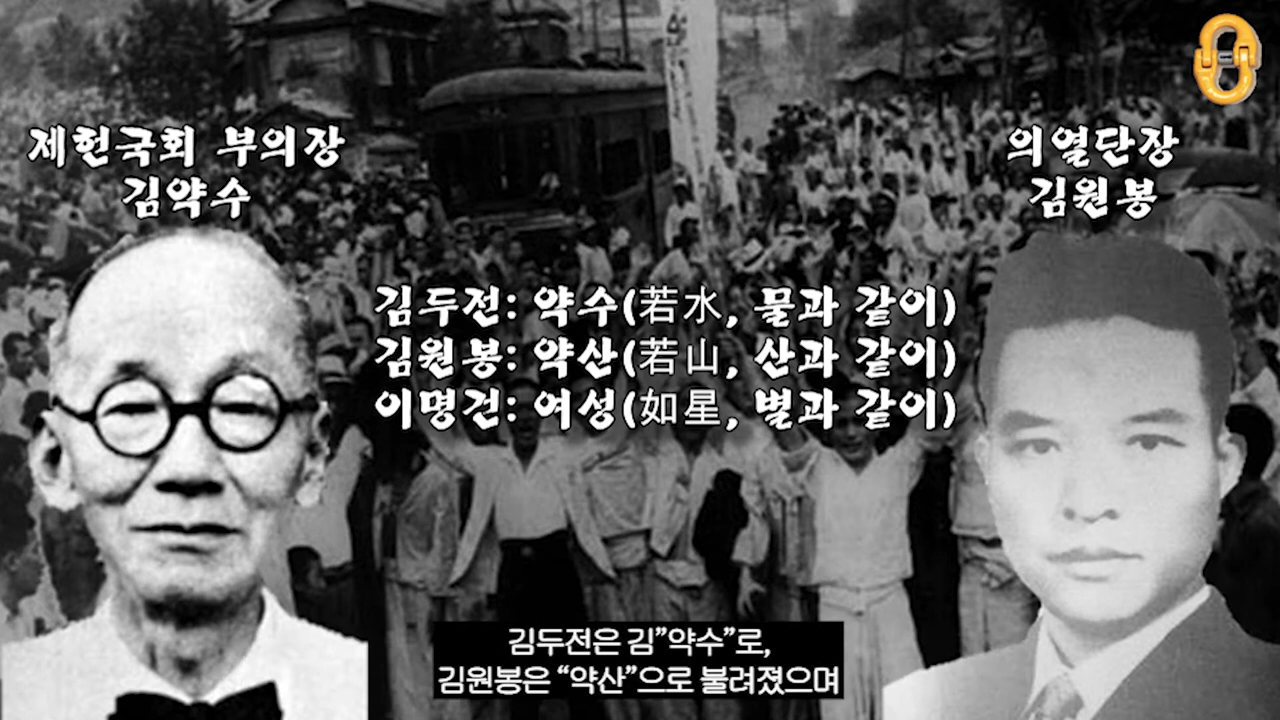 제헌국회 부의장
김약수
의열단장
김원봉
김두전: 약수(若水, 물과 같이)
김원봉: 약산(若山, 산과 같이)
이명건: 여성(如星, 별과 같이)
김두전은 김"약수"로,
김원봉은 “약산”으로 불려졌으며